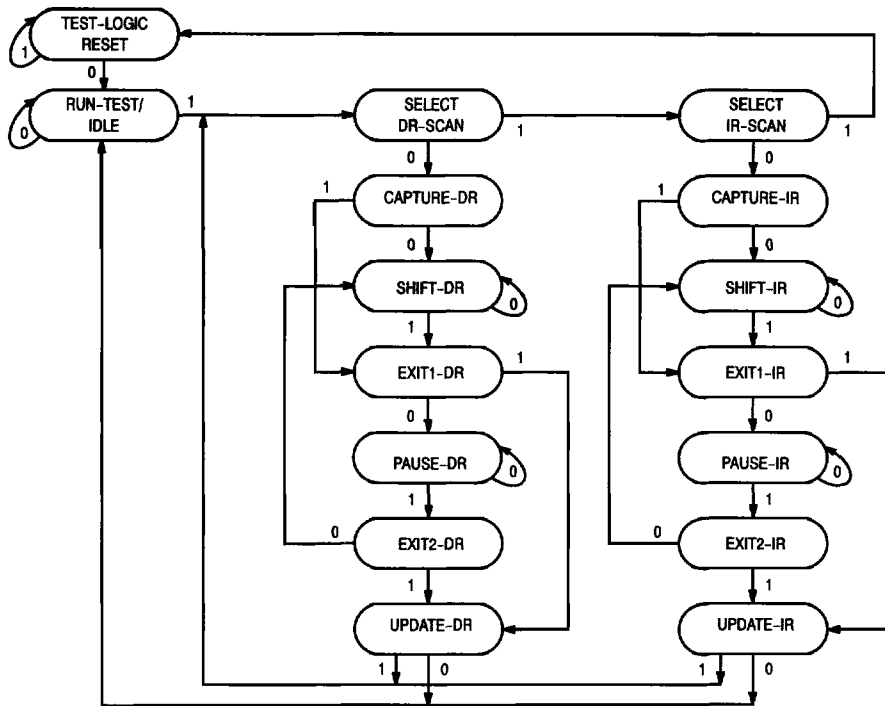 TEST-LOGIC
RESET
1
0
RUN-TEST/
IDLE
0
1
SELECT
DR-SCAN
1
SELECT
IR-SCAN
1
0
0
CAPTURE-DR
1
CAPTURE-IR
1
0
0
SHIFT-DR
0
SHIFT-IR
0
1
1
EXIT1-DR
1
EXIT1-IR
1
0
0
PAUSE-DR
0
PAUSE-IR
0
1
1
EXIT2-DR
0
EXIT2-IR
0
1
1
UPDATE-DR
UPDATE-IR
1
0
1
0